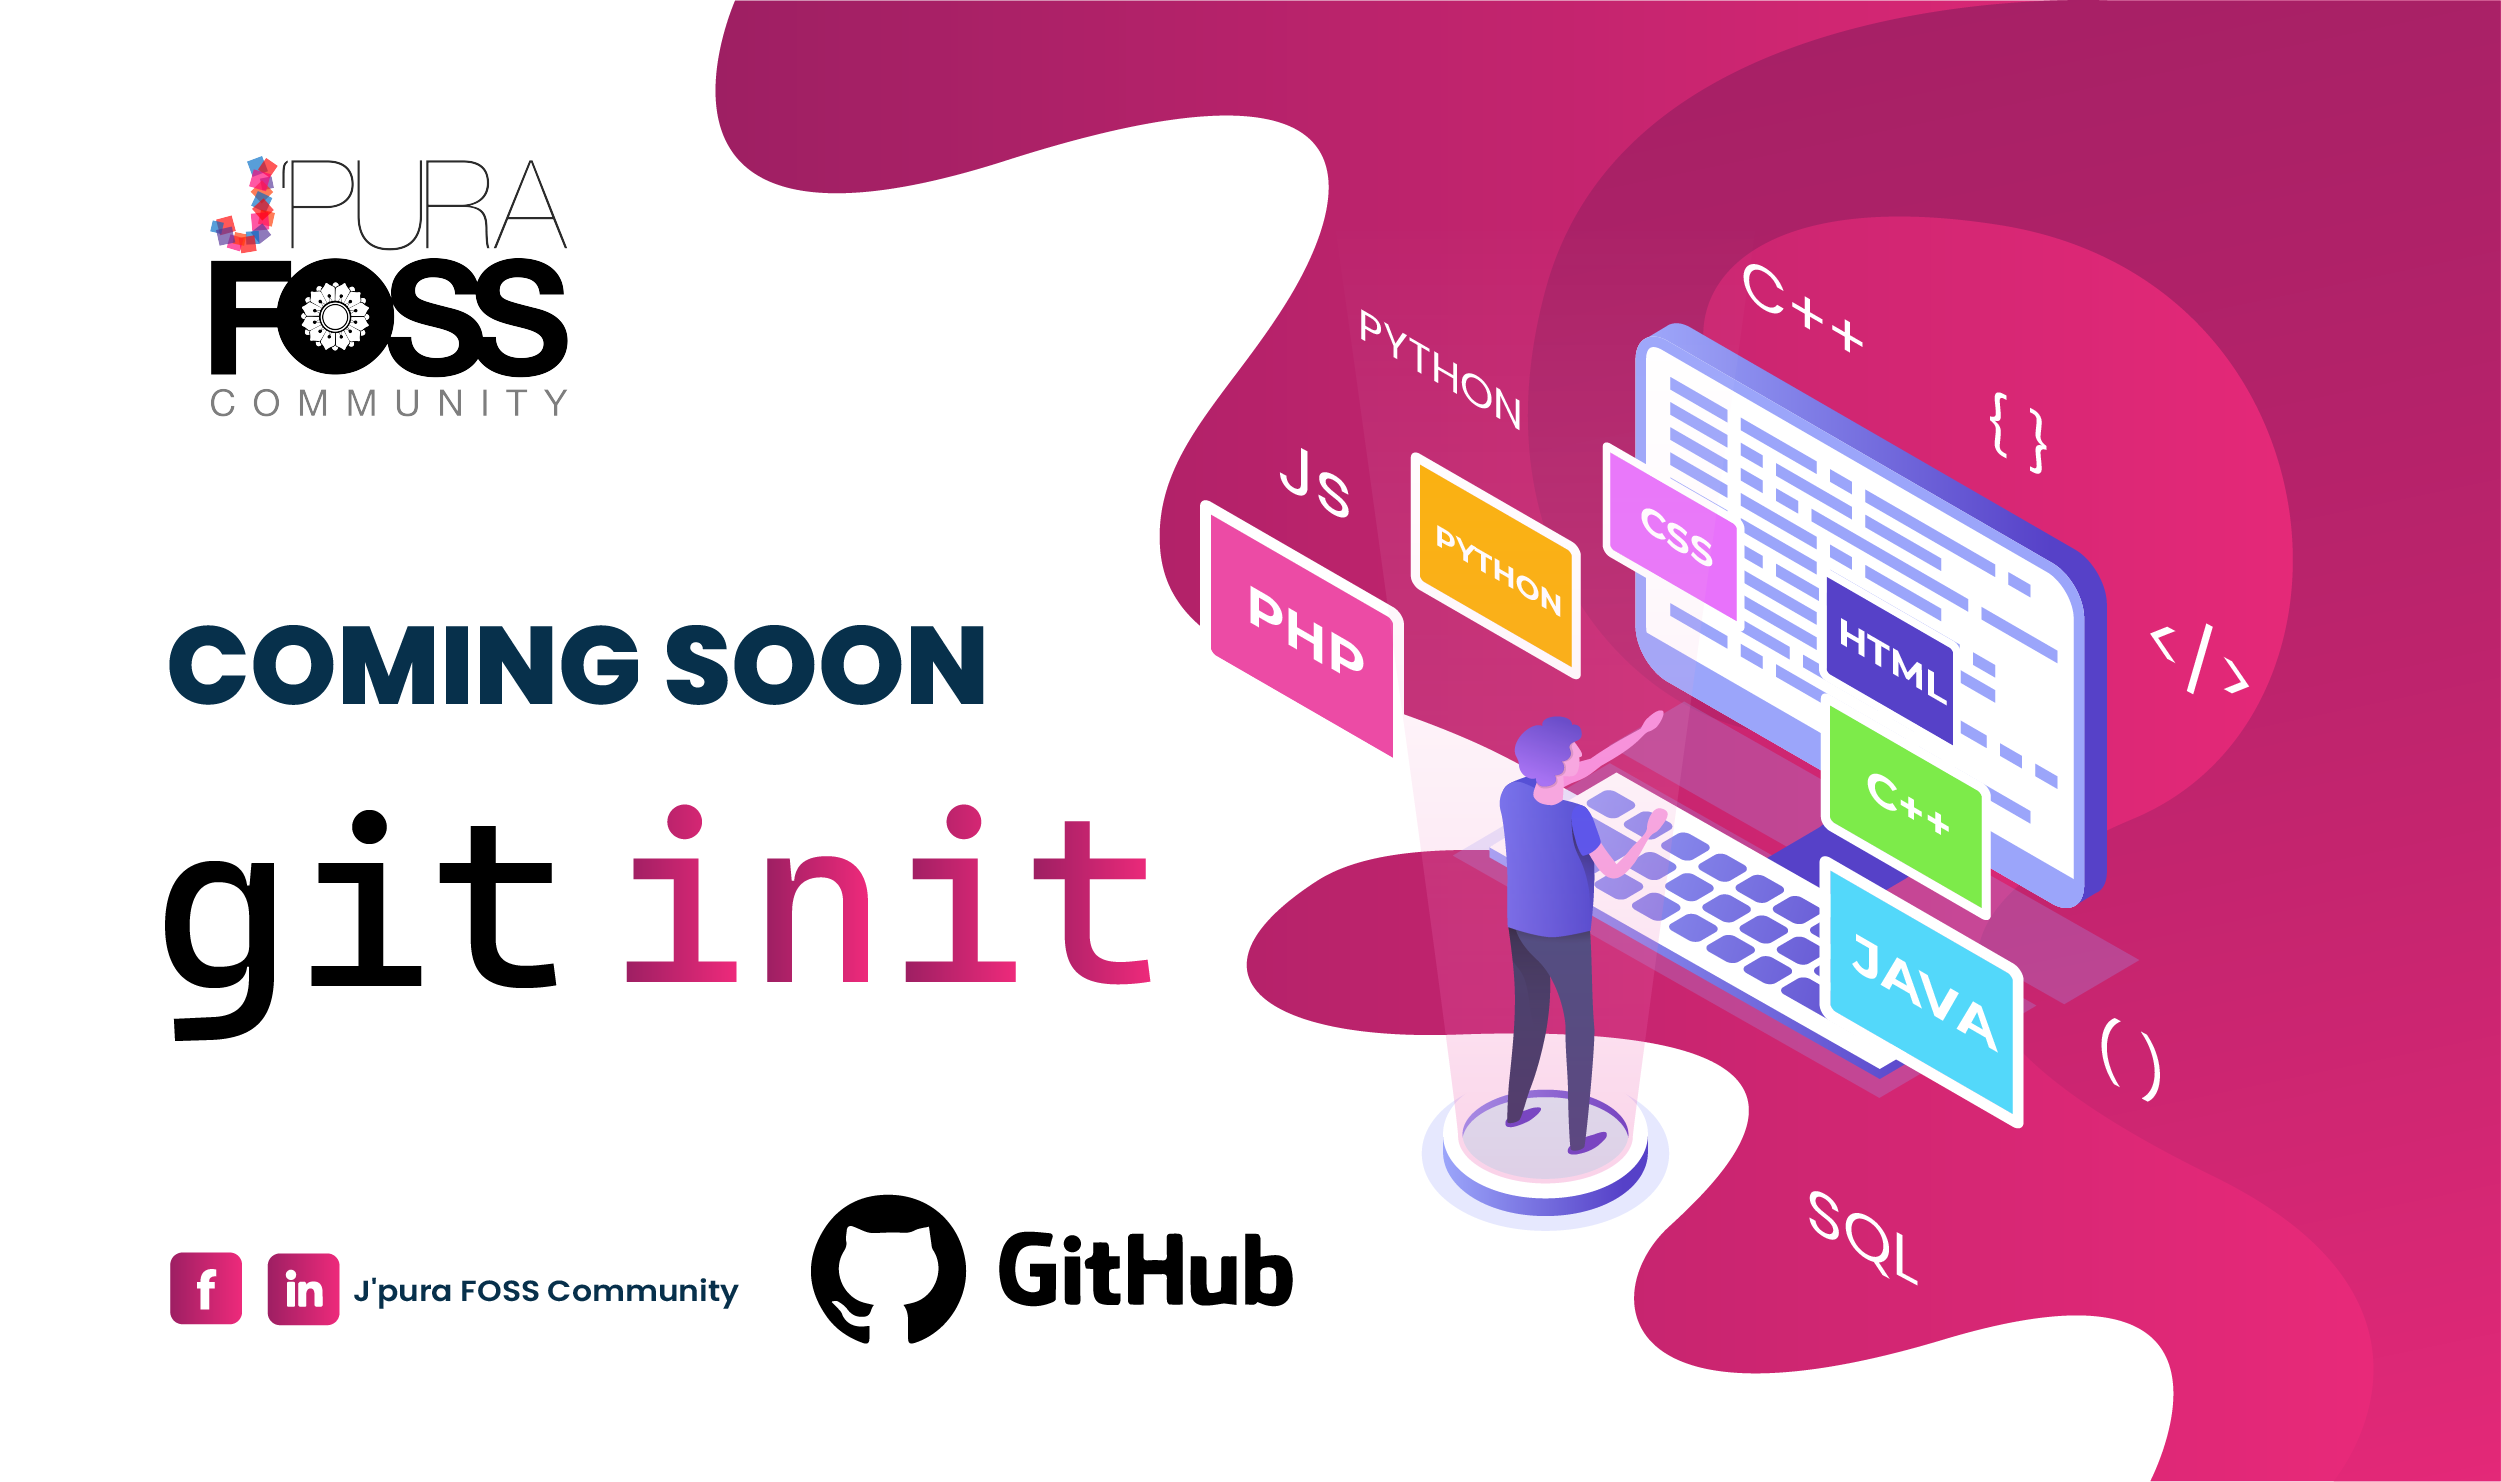 J'PURA
FOSS
COMMUNITY
COMING SOON
git init
f in J'pura FOSS Community
GitHub
C++
PYTHON
{ }
JS
PHP
PYTHON
CSS
HTML
</>
C++
JAVA
( )
SQL